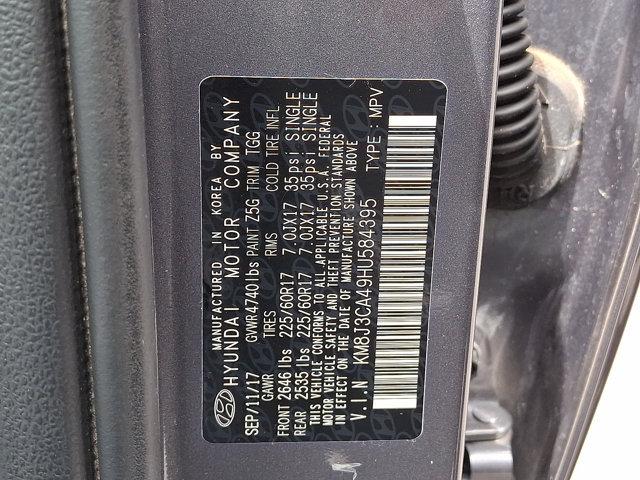 MANUFACTURED IN KOREA BY
HYUNDAI MOTOR COMPANY
SEP/11/17 GVWR 4740 lbs PAINT Z5G TRIM TGG
GAWR TIRES RIMS COLD TIRE INFL
FRONT 2646 lbs 225/60R17 7.0JX17 35psi SINGLE
REAR 2535 lbs 225/60R17 7.0JX17 35psi SINGLE
THIS VEHICLE CONFORMS TO ALL APPLICABLE U.S.A. FEDERAL
MOTOR VEHICLE SAFETY AND THEFT PREVENTION STANDARDS
IN EFFECT ON THE DATE OF MANUFACTURE SHOWN ABOVE
V.I.N KM8J3CA49HU584395 TYPE : MPV